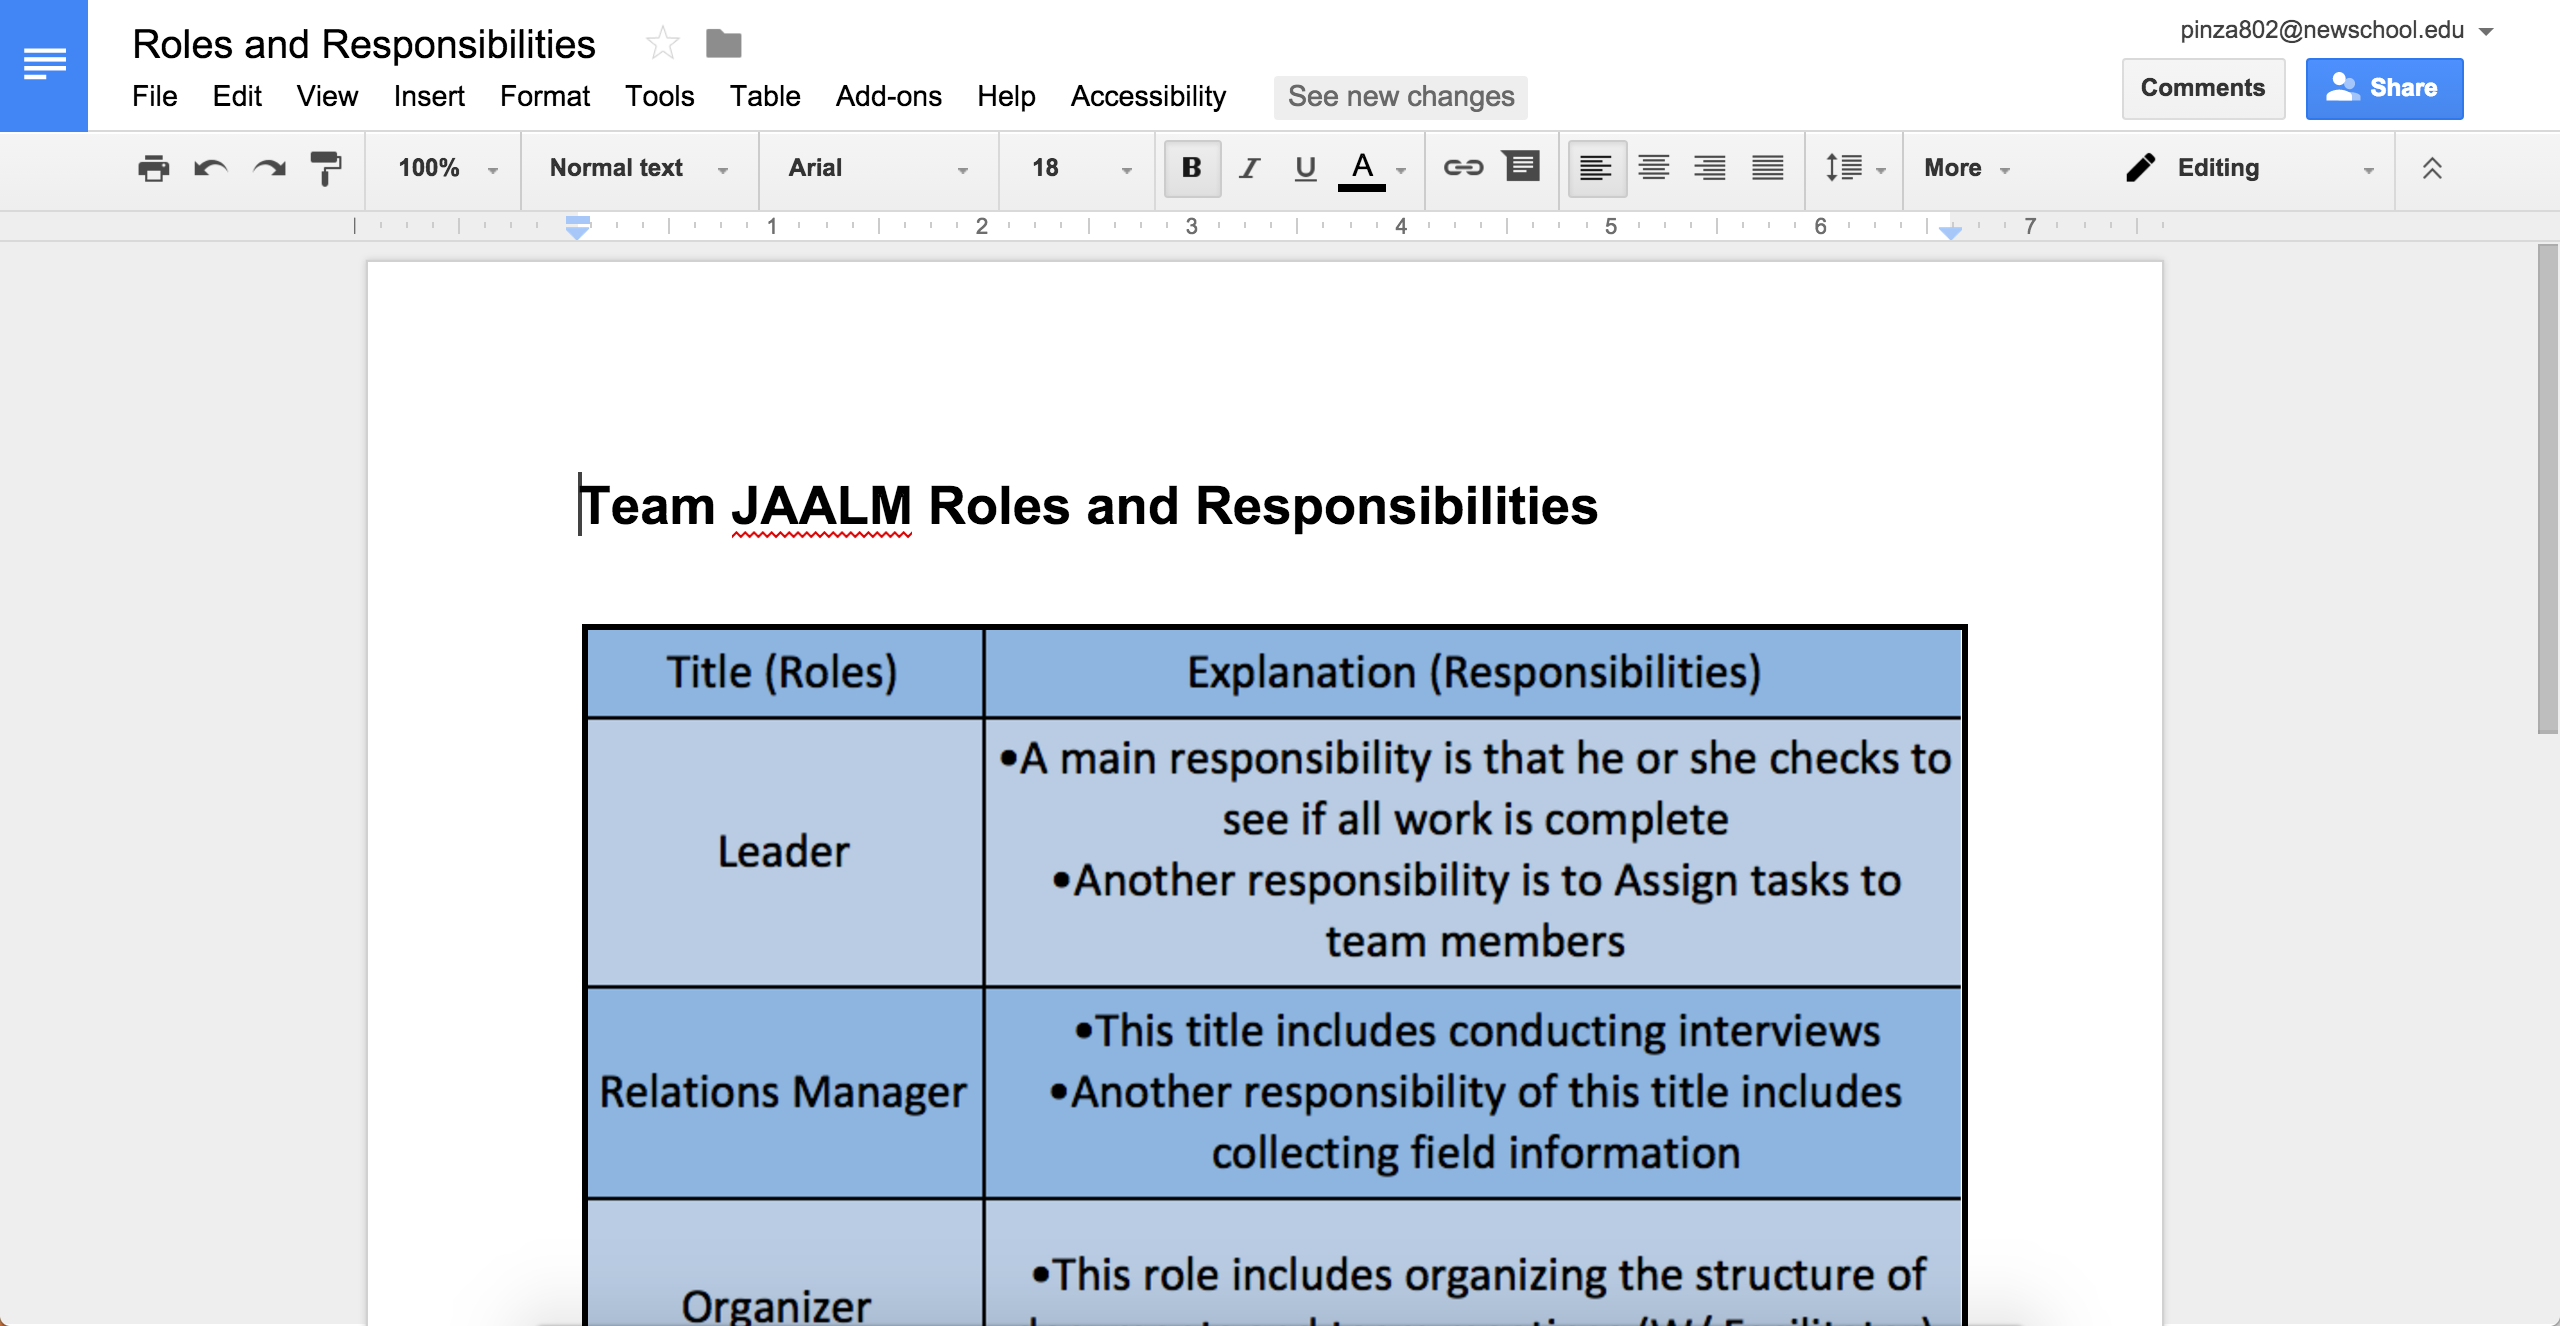 Roles and Responsibilities
pinza802@newschool.edu
File Edit View Insert Format Tools Table Add-ons Help Accessibility See new changes
Comments Share
100% Normal text Arial 18 B I U A More Editing
1 2 3 4 5 6 7
Team JAALM Roles and Responsibilities
Title (Roles) Explanation (Responsibilities)
Leader
•A main responsibility is that he or she checks to
see if all work is complete
•Another responsibility is to Assign tasks to
team members
Relations Manager
•This title includes conducting interviews
•Another responsibility of this title includes
collecting field information
Organizer
•This role includes organizing the structure of